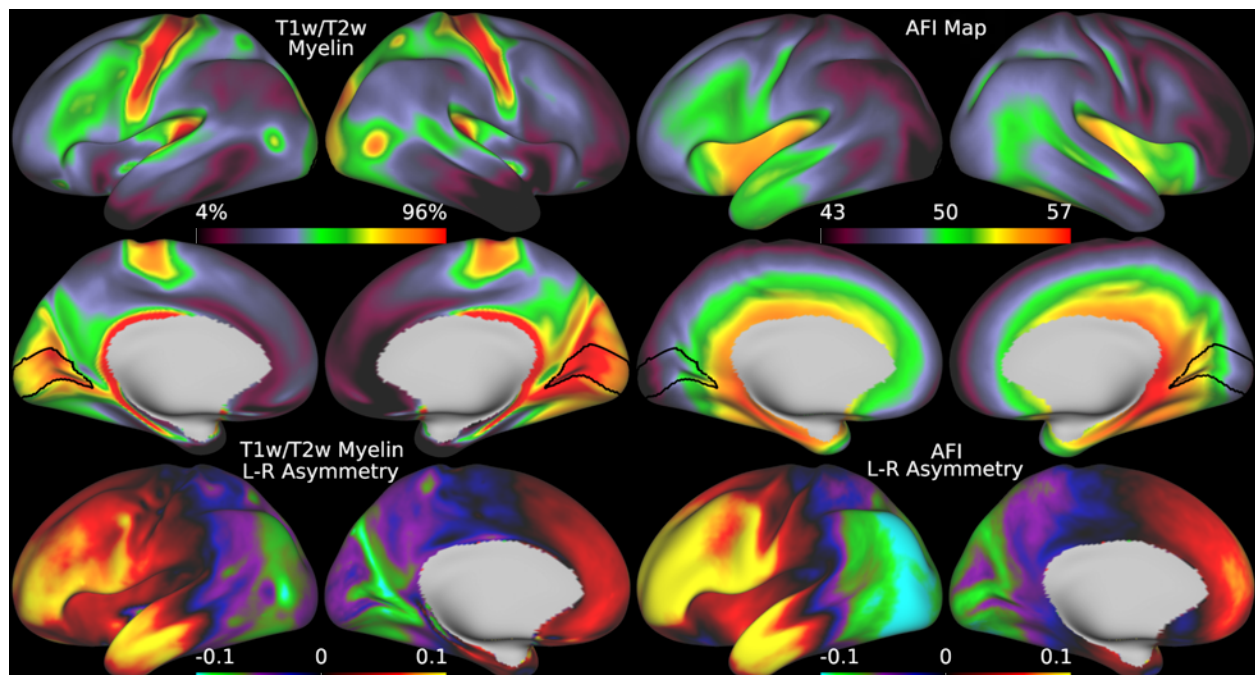 T1w/T2w
Myelin
AFI Map
4% 96%
43 50 57
T1w/T2w Myelin
L-R Asymmetry
AFI
L-R Asymmetry
-0.1 0 0.1
-0.1 0 0.1